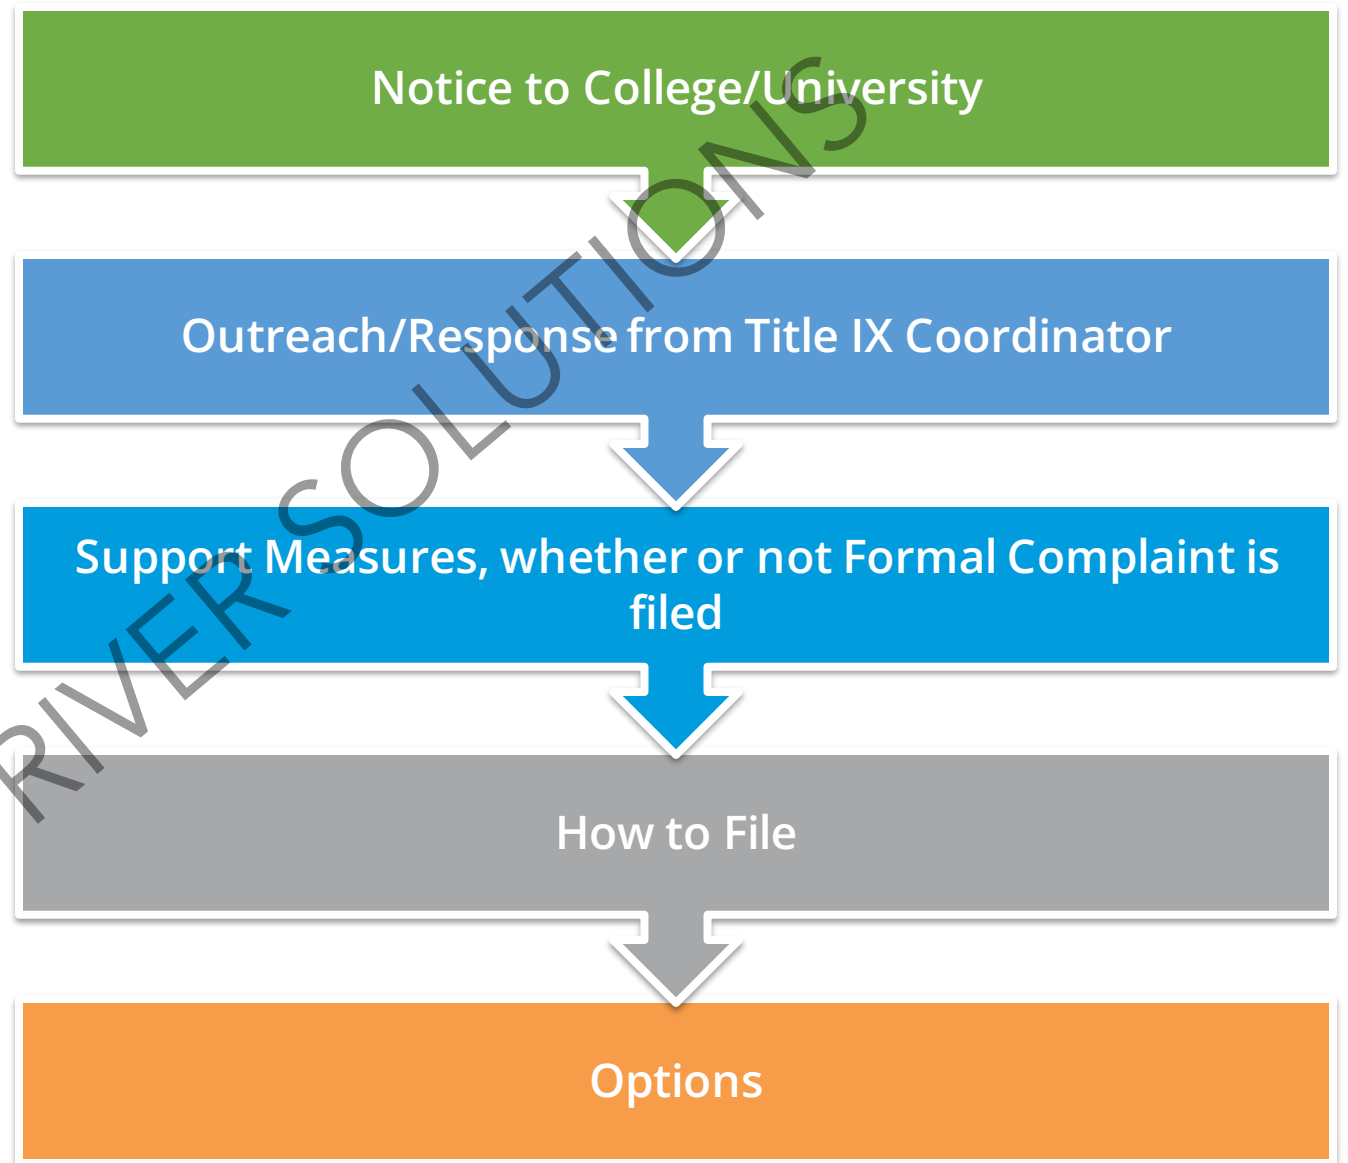 Notice to College/University
Outreach/Response from Title IX Coordinator
Support Measures, whether or not Formal Complaint is
filed
How to File
Options
RIVER SOLUTIONS